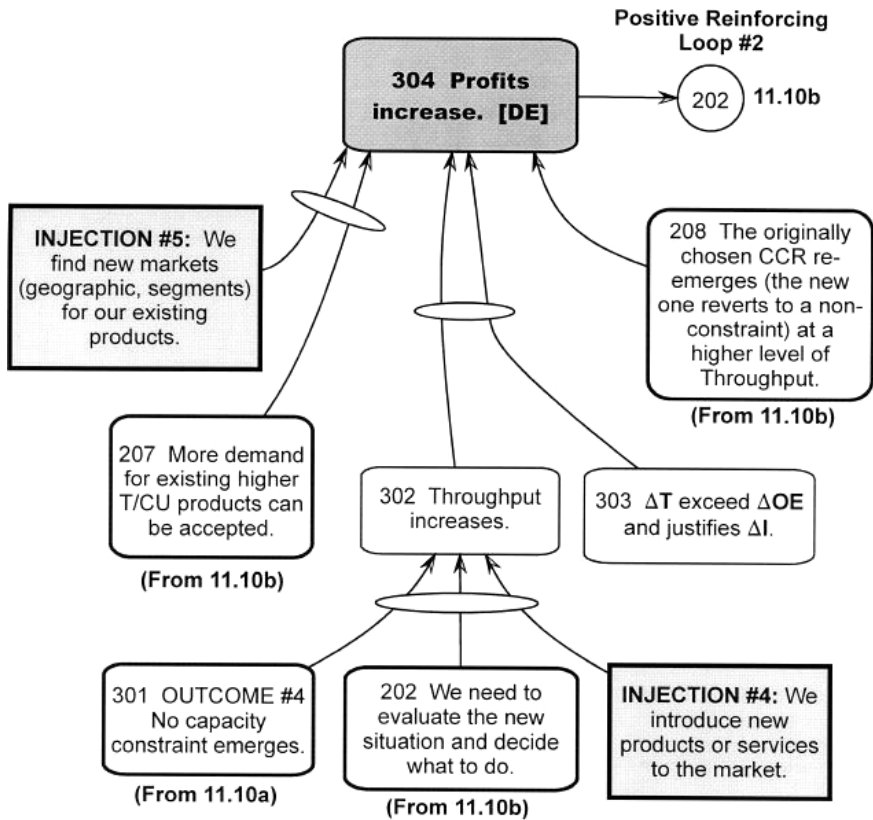 Positive Reinforcing
Loop #2
304 Profits
increase. [DE]
202
11.10b
INJECTION #5: We
find new markets
(geographic, segments)
for our existing
products.
208 The originally
chosen CCR re-
emerges (the new
one reverts to a non-
constraint) at a
higher level of
Throughput.
(From 11.10b)
207 More demand
for existing higher
T/CU products can
be accepted.
(From 11.10b)
302 Throughput
increases.
303 ΔT exceed ΔOE
and justifies ΔI.
301 OUTCOME #4
No capacity
constraint emerges.
(From 11.10a)
202 We need to
evaluate the new
situation and decide
what to do.
(From 11.10b)
INJECTION #4: We
introduce new
products or services
to the market.